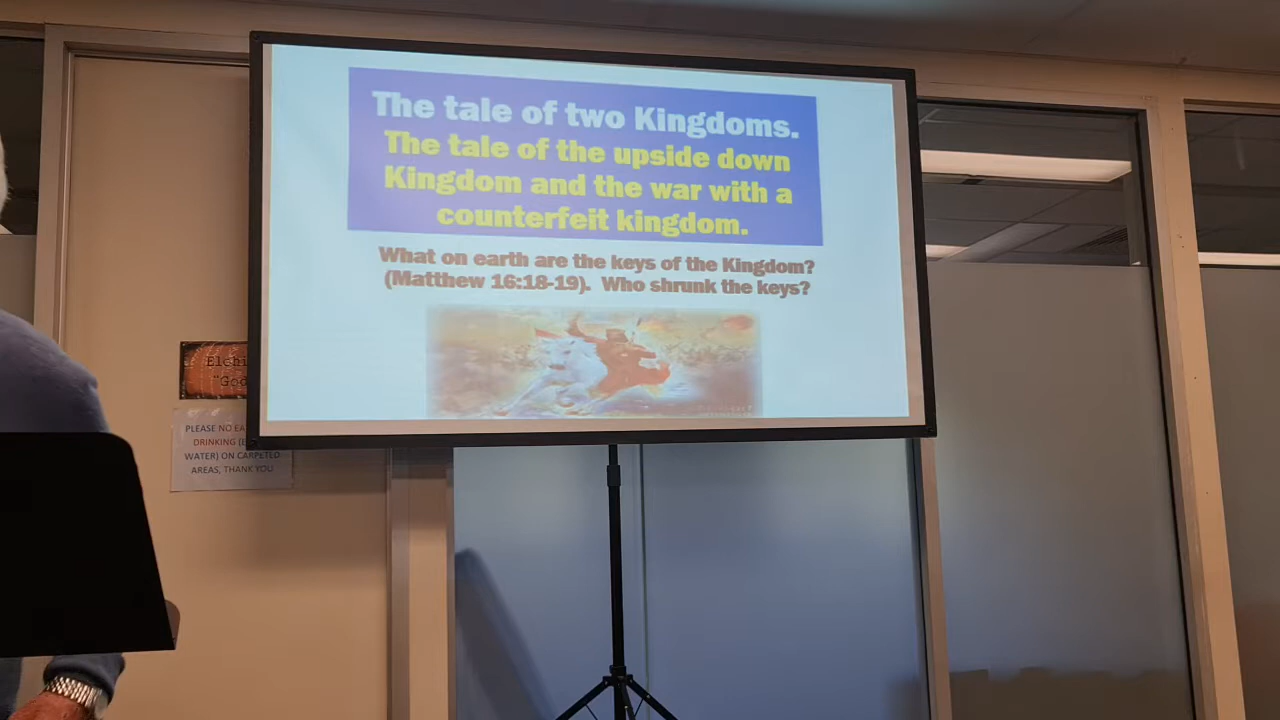 The tale of two Kingdoms.
The tale of the upside down
Kingdom and the war with a
counterfeit kingdom.
What on earth are the keys of the Kingdom?
(Matthew 16:18-19). Who shrunk the keys?
PLEASE NO
DRINKING
WATER) ON CARPETED
AREAS, THANK YOU